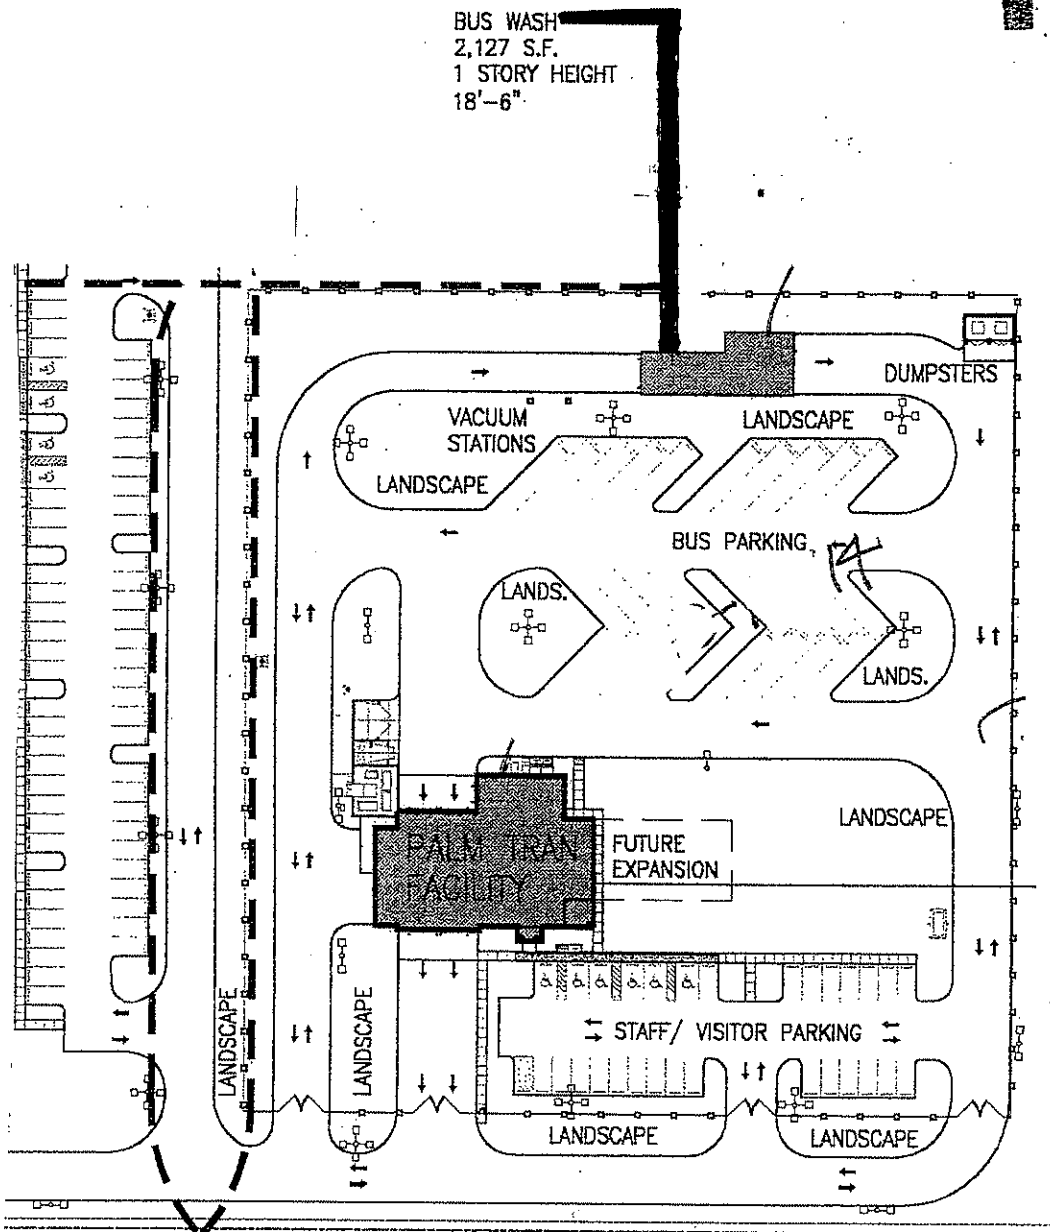 BUS WASH
2,127 S.F.
1 STORY HEIGHT
18'-6"
DUMPSTERS
VACUUM
STATIONS
LANDSCAPE
LANDSCAPE
BUS PARKING
LANDS.
LANDS.
LANDSCAPE
PALM TRAN
FACILITY
FUTURE
EXPANSION
LANDSCAPE
LANDSCAPE
STAFF/ VISITOR PARKING
LANDSCAPE
LANDSCAPE